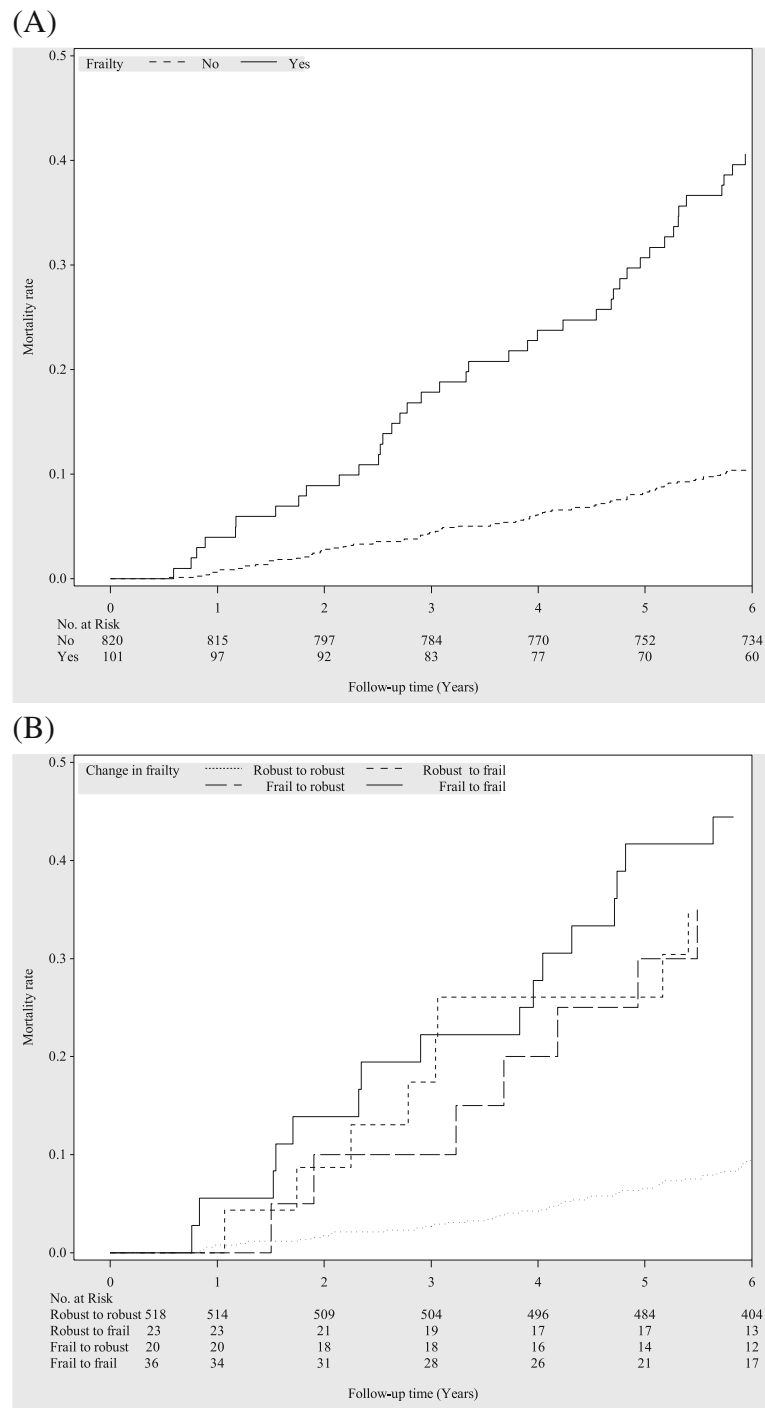 (A)
0.5
Frailty No Yes
0.4
0.3
Mortality rate
0.2
0.1
0.0
0 1 2 3 4 5 6
No. at Risk
No 820 815 797 784 770 752 734
Yes 101 97 92 83 77 70 60
Follow-up time (Years)
(B)
0.5
Change in frailty Robust to robust Robust to frail
Frail to robust Frail to frail
0.4
0.3
Mortality rate
0.2
0.1
0.0
0 1 2 3 4 5 6
No. at Risk
Robust to robust 518 514 509 504 496 484 404
Robust to frail 23 23 21 19 17 17 13
Frail to robust 20 20 18 18 16 14 12
Frail to frail 36 34 31 28 26 21 17
Follow-up time (Years)